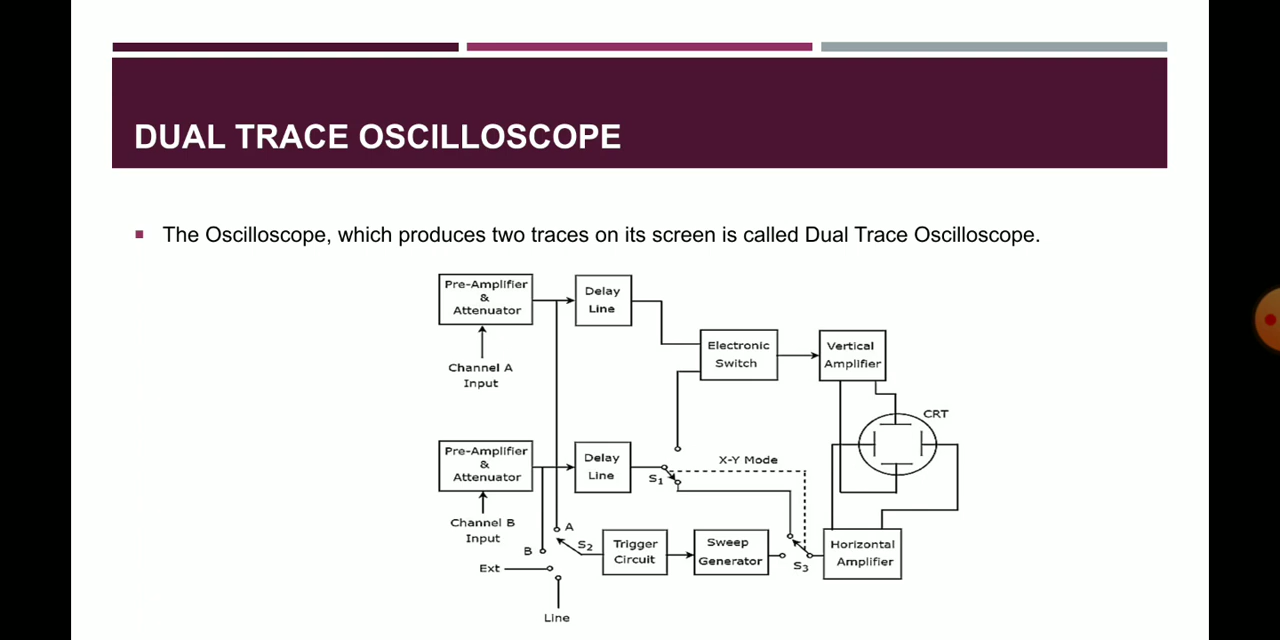 DUAL TRACE OSCILLOSCOPE
The Oscilloscope, which produces two traces on its screen is called Dual Trace Oscilloscope.
Pre-Amplifier
&
Attenuator
Delay
Line
Channel A
Input
Electronic
Switch
Vertical
Amplifier
CRT
Pre-Amplifier
&
Attenuator
Delay
Line
S1
X-Y Mode
Channel B
Input
A
B
S2
Ext
Line
Trigger
Circuit
Sweep
Generator
S3
Horizontal
Amplifier